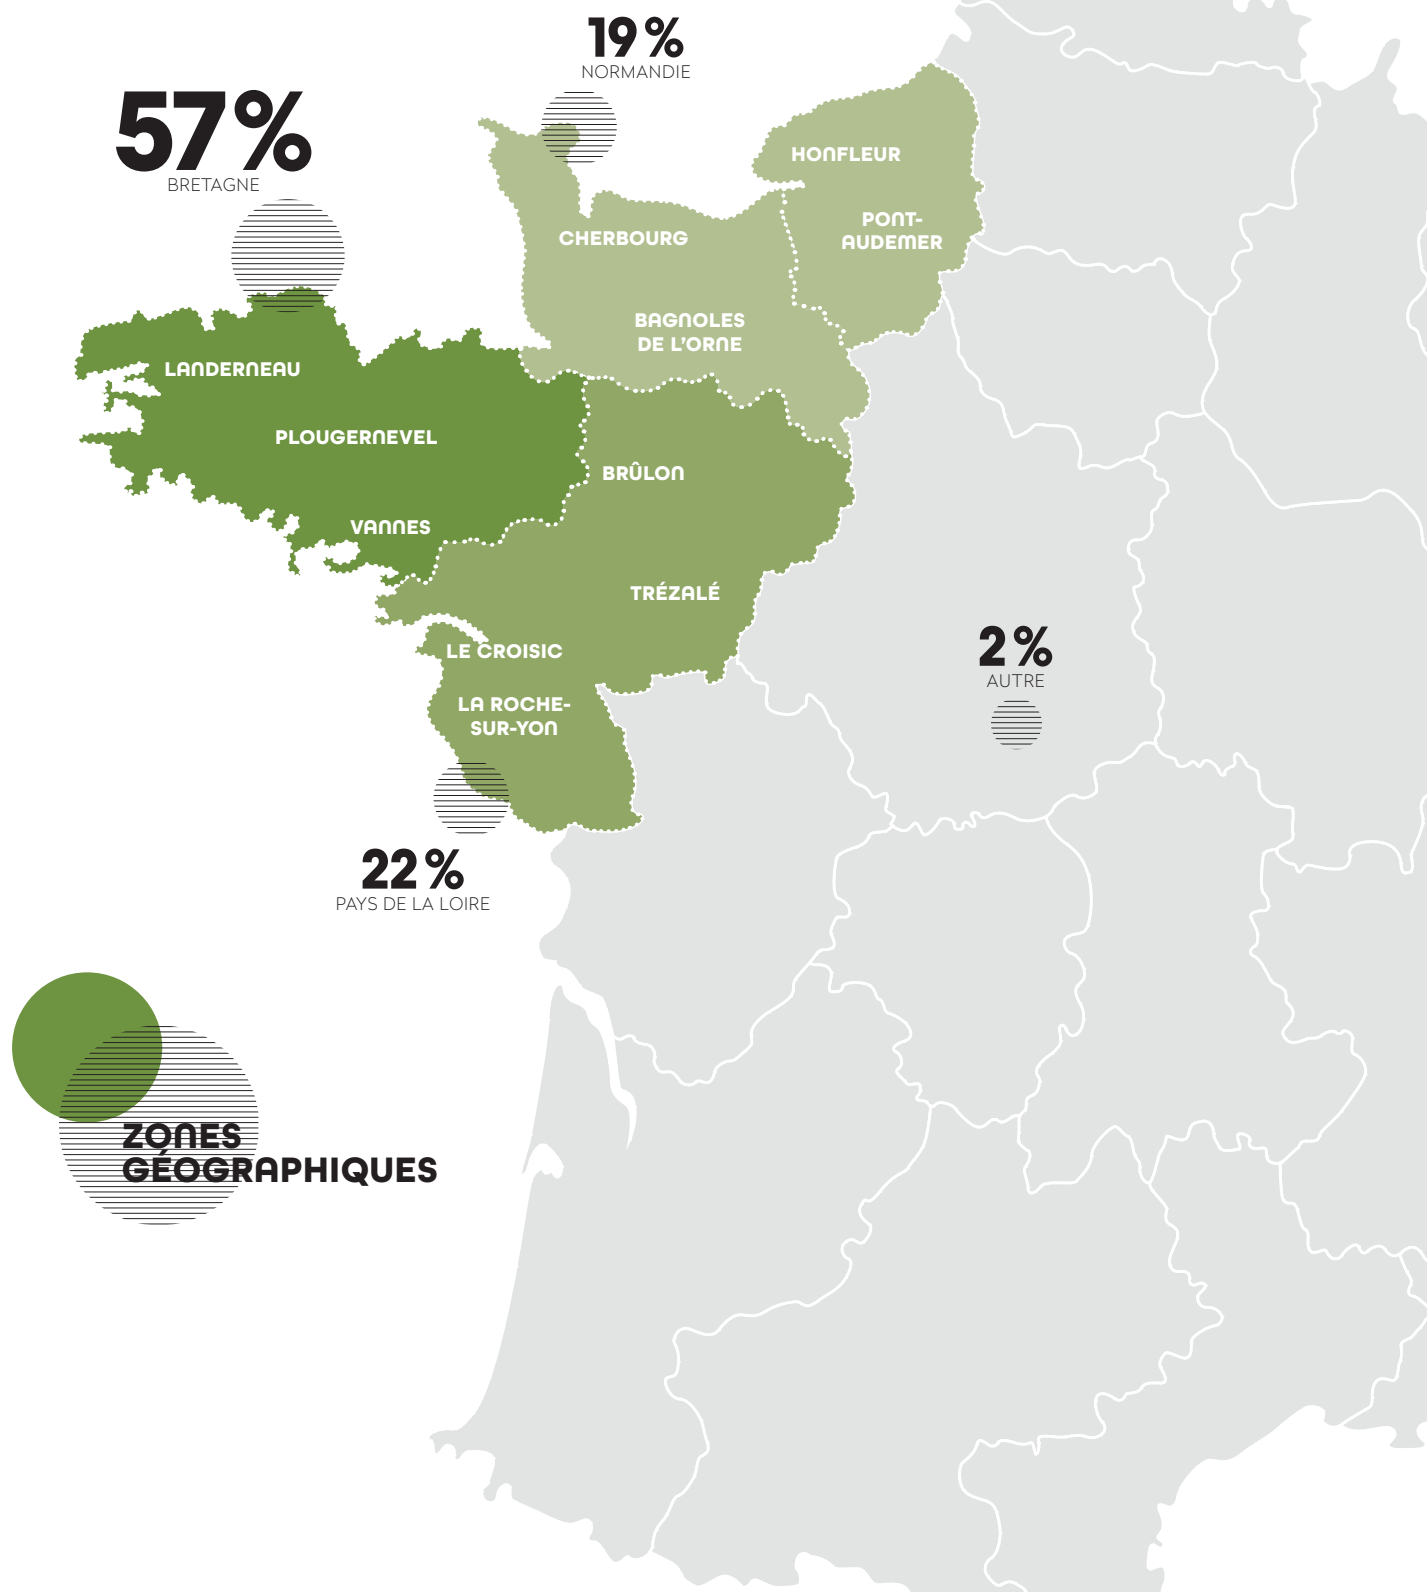 19 %
NORMANDIE
57%
BRETAGNE
HONFLEUR
PONT-
AUDEMER
CHERBOURG
BAGNOLES
DE L'ORNE
LANDERNEAU
PLOUGERNEVEL
BRÛLON
VANNES
TRÉZALÉ
LE CROISIC
LA ROCHE-
SUR-YON
2 %
AUTRE
22 %
PAYS DE LA LOIRE
ZONES
GÉOGRAPHIQUES